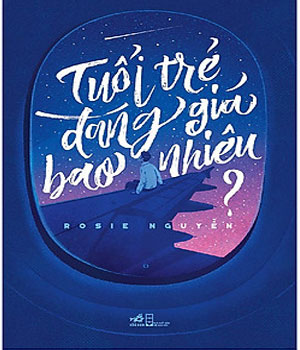 Tuổi trẻ
đáng giá
bao nhiêu
?
ROSIE NGUYỄN